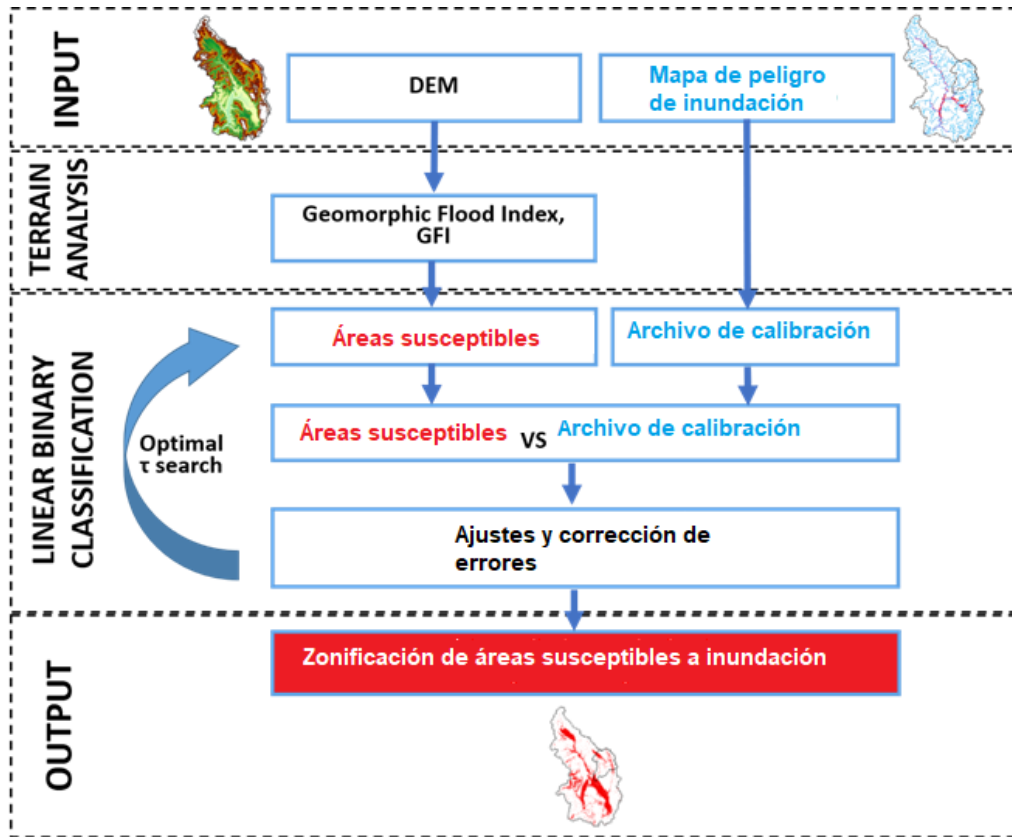 INPUT
DEM
Mapa de peligro
de inundación
TERRAIN
ANALYSIS
Geomorphic Flood Index,
GFI
LINEAR BINARY
CLASSIFICATION
Optimal
τ search
Áreas susceptibles
Archivo de calibración
Áreas susceptibles VS Archivo de calibración
Ajustes y corrección de
errores
OUTPUT
Zonificación de áreas susceptibles a inundación